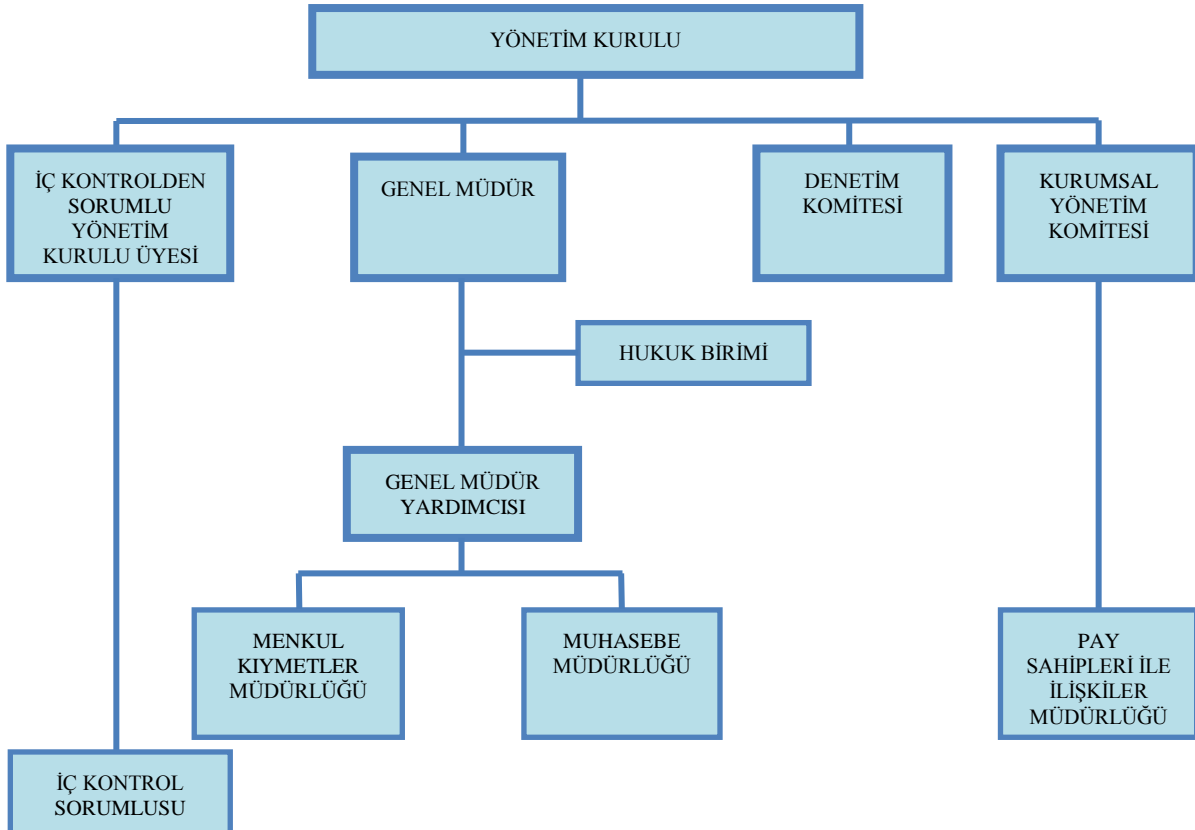 YÖNETİM KURULU
İÇ KONTROLDEN
SORUMLU
YÖNETİM
KURULU ÜYESİ
GENEL MÜDÜR
DENETİM
KOMİTESİ
KURUMSAL
YÖNETİM
KOMİTESİ
HUKUK BİRİMİ
GENEL MÜDÜR
YARDIMCISI
MENKUL
KIYMETLER
MÜDÜRLÜĞÜ
MUHASEBE
MÜDÜRLÜĞÜ
PAY
SAHİPLERİ İLE
İLİŞKİLER
MÜDÜRLÜĞÜ
İÇ KONTROL
SORUMLUSU